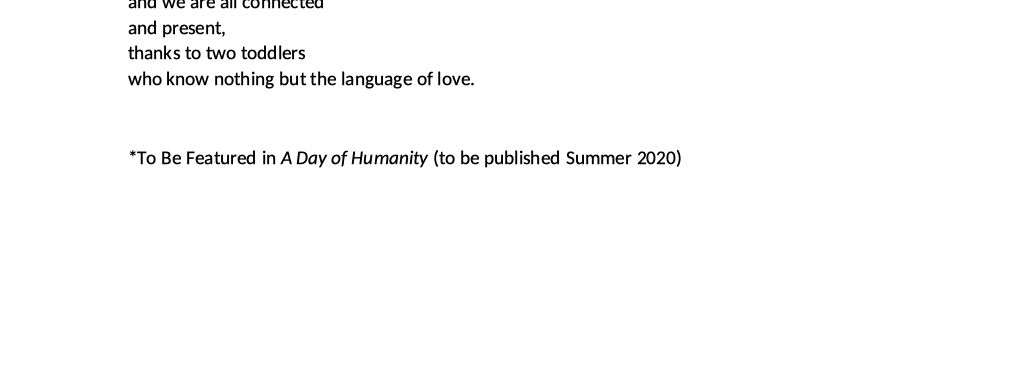 and we are all connected
and present,
thanks to two toddlers
who know nothing but the language of love.
*To Be Featured in A Day of Humanity (to be published Summer 2020)